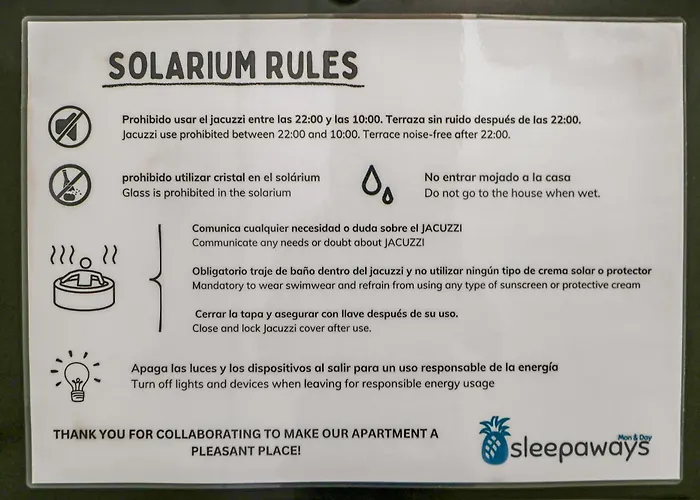 SOLARIUM RULES
Prohibido usar el jacuzzi entre las 22:00 y las 10:00. Terraza sin ruido después de las 22:00.
Jacuzzi use prohibited between 22:00 and 10:00. Terrace noise-free after 22:00.
prohibido utilizar cristal en el solárium
Glass is prohibited in the solarium
No entrar mojado a la casa
Do not go to the house when wet.
Comunica cualquier necesidad o duda sobre el JACUZZI
Communicate any needs or doubt about JACUZZI
Obligatorio traje de baño dentro del jacuzzi y no utilizar ningún tipo de crema solar o protector
Mandatory to wear swimwear and refrain from using any type of sunscreen or protective cream
Cerrar la tapa y asegurar con llave después de su uso.
Close and lock Jacuzzi cover after use.
Apaga las luces y los dispositivos al salir para un uso responsable de la energía
Turn off lights and devices when leaving for responsible energy usage
THANK YOU FOR COLLABORATING TO MAKE OUR APARTMENT A
PLEASANT PLACE!
Mon & Day
sleepaways